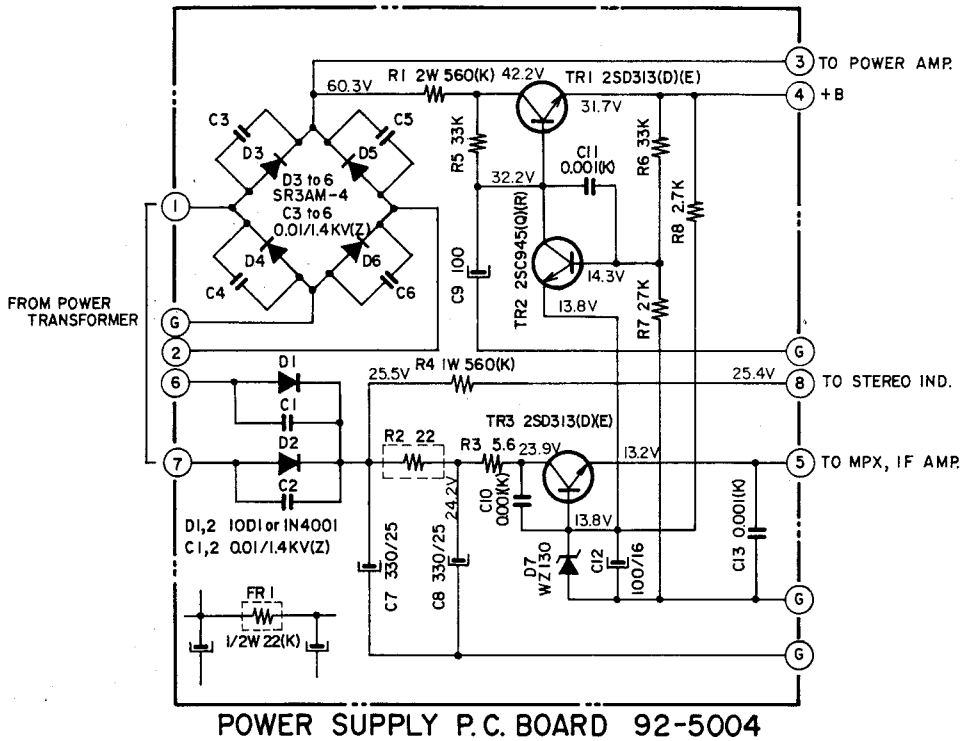 3 TO POWER AMP.
R1 2W 560(K) 42.2V TR1 2SD313(D)(E)
60.3V 31.7V 4 +B
C3 C5
D3 D5
R5 33K
C11
0.001(K)
R6 33K
R8 2.7K
D3 to 6
SR3AM-4
C3 to 6
0.01/1.4KV(Z)
32.2V
1
D4 D6
C4 C6
C9 100
TR2 2SC945(Q)(R)
14.3V
13.8V
R7 27K
FROM POWER
TRANSFORMER
G
2 G
6 D1 25.5V R4 1W 560(K) 25.4V 8 TO STEREO IND.
C1
TR3 2SD313(D)(E)
D2 R2 22 R3 5.6 23.9V 13.2V
7 5 TO MPX, IF AMP.
C2
24.2V
C10
0.001(K)
13.8V
D1,2 10D1 or 1N4001
C1,2 0.01/1.4KV(Z)
C7 330/25
C8 330/25
D7
WZ130
C12
100/16
C13 0.001(K)
FR1
1/2W 22(K)
G
G
POWER SUPPLY P.C. BOARD 92-5004